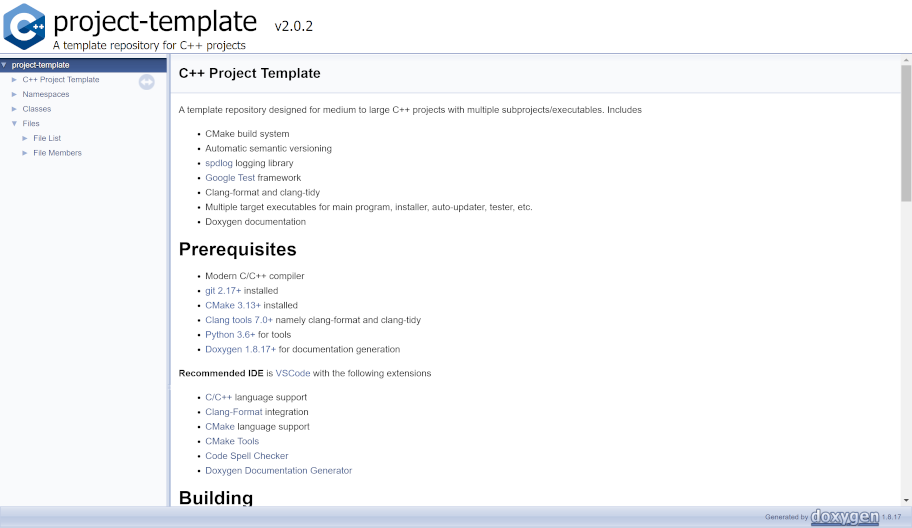 C++
project-template v2.0.2
A template repository for C++ projects
project-template
C++ Project Template
Namespaces
Classes
Files
File List
File Members
C++ Project Template
A template repository designed for medium to large C++ projects with multiple subprojects/executables. Includes
• CMake build system
• Automatic semantic versioning
• spdlog logging library
• Google Test framework
• Clang-format and clang-tidy
• Multiple target executables for main program, installer, auto-updater, tester, etc.
• Doxygen documentation
Prerequisites
• Modern C/C++ compiler
• git 2.17+ installed
• CMake 3.13+ installed
• Clang tools 7.0+ namely clang-format and clang-tidy
• Python 3.6+ for tools
• Doxygen 1.8.17+ for documentation generation
Recommended IDE is VSCode with the following extensions
• C/C++ language support
• Clang-Format integration
• CMake language support
• CMake Tools
• Code Spell Checker
• Doxygen Documentation Generator
Building
Generated by doxygen 1.8.17